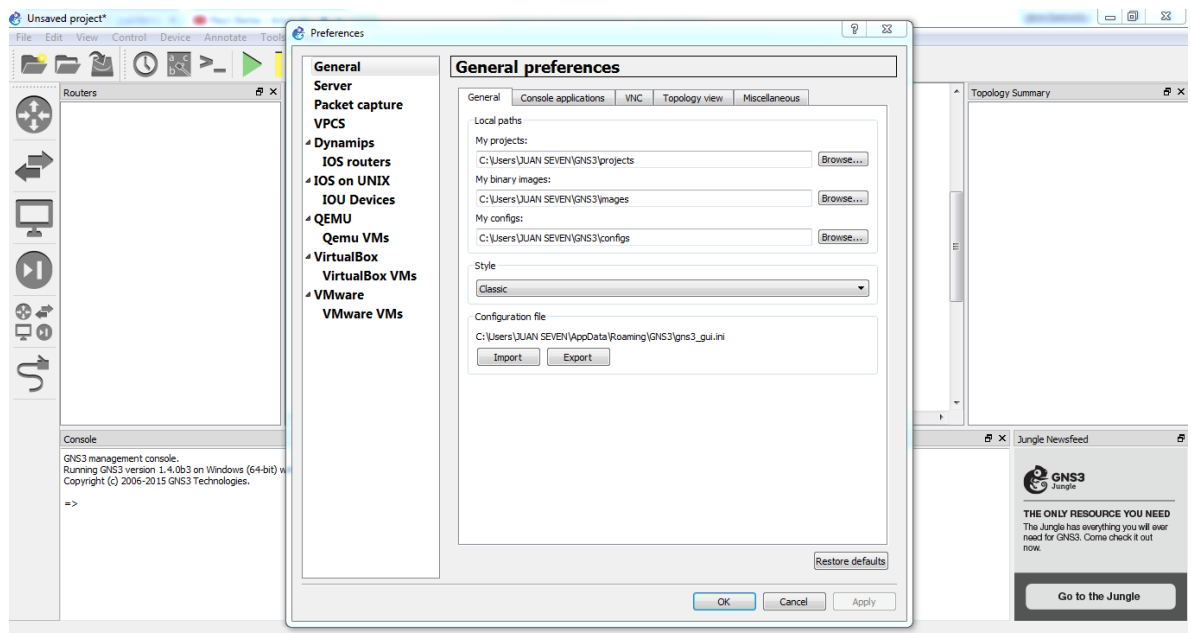 Unsaved project*
File Edit View Control Device Annotate Tools
Routers
Topology Summary
Console
GNS3 management console.
Running GNS3 version 1.4.0b3 on Windows (64-bit) w
Copyright (c) 2006-2015 GNS3 Technologies.
=>
Preferences
General
Server
Packet capture
VPCS
Dynamips
IOS routers
IOS on UNIX
IOU Devices
QEMU
Qemu VMs
VirtualBox
VirtualBox VMs
VMware
VMware VMs
General preferences
General Console applications VNC Topology view Miscellaneous
Local paths
My projects:
C:\Users\JUAN SEVEN\GNS3\projects Browse...
My binary images:
C:\Users\JUAN SEVEN\GNS3\images Browse...
My configs:
C:\Users\JUAN SEVEN\GNS3\configs Browse...
Style
Classic
Configuration file
C:\Users\JUAN SEVEN\AppData\Roaming\GNS3\gns3_gui.ini
Import Export
Restore defaults
OK Cancel Apply
Jungle Newsfeed
GNS3
Jungle
THE ONLY RESOURCE YOU NEED
The Jungle has everything you will ever
need for GNS3. Come check it out
now.
Go to the Jungle